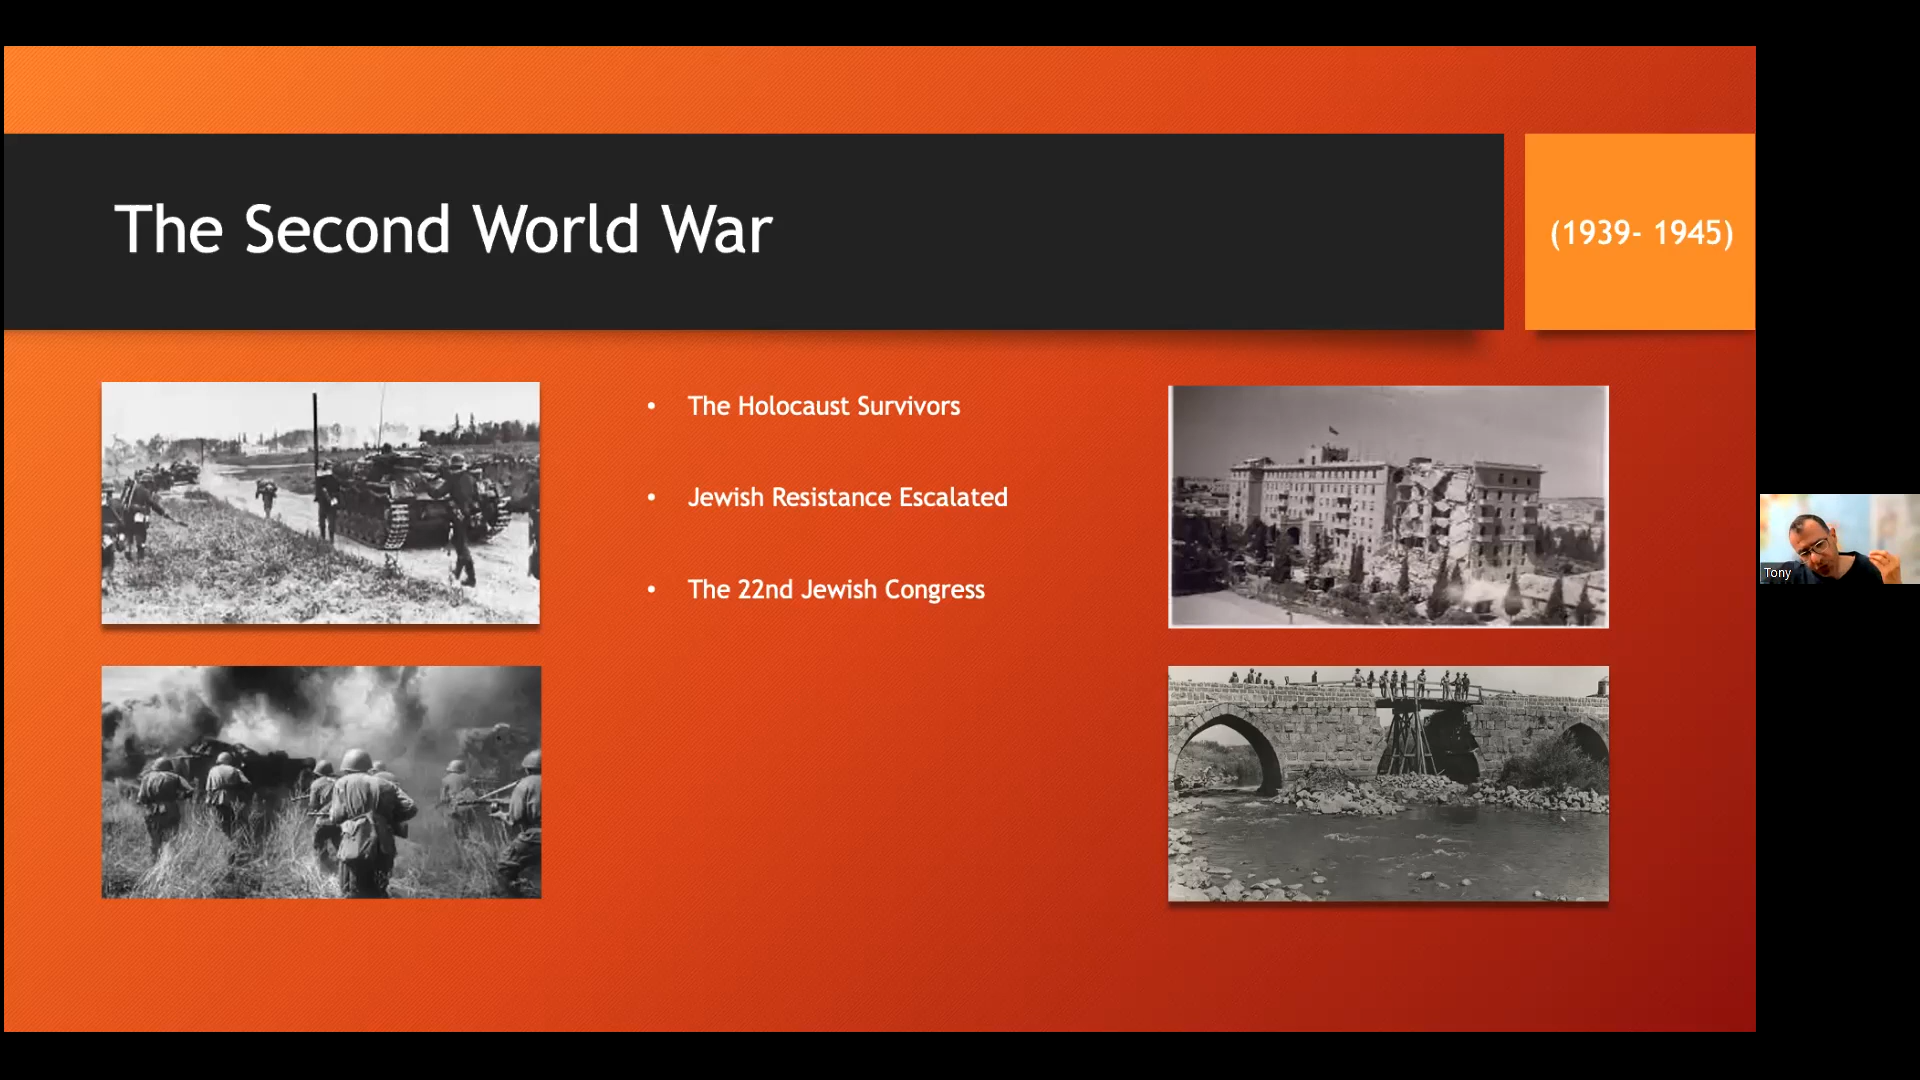 The Second World War
(1939- 1945)
• The Holocaust Survivors
• Jewish Resistance Escalated
• The 22nd Jewish Congress
Tony